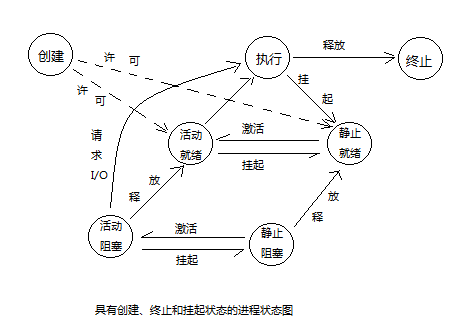 创建
执行
终止
释放
许 可
许 可
挂
起
请
求
I/O
活动
就绪
激活
挂起
静止
就绪
释 放
释 放
活动
阻塞
激活
挂起
静止
阻塞
具有创建、终止和挂起状态的进程状态图